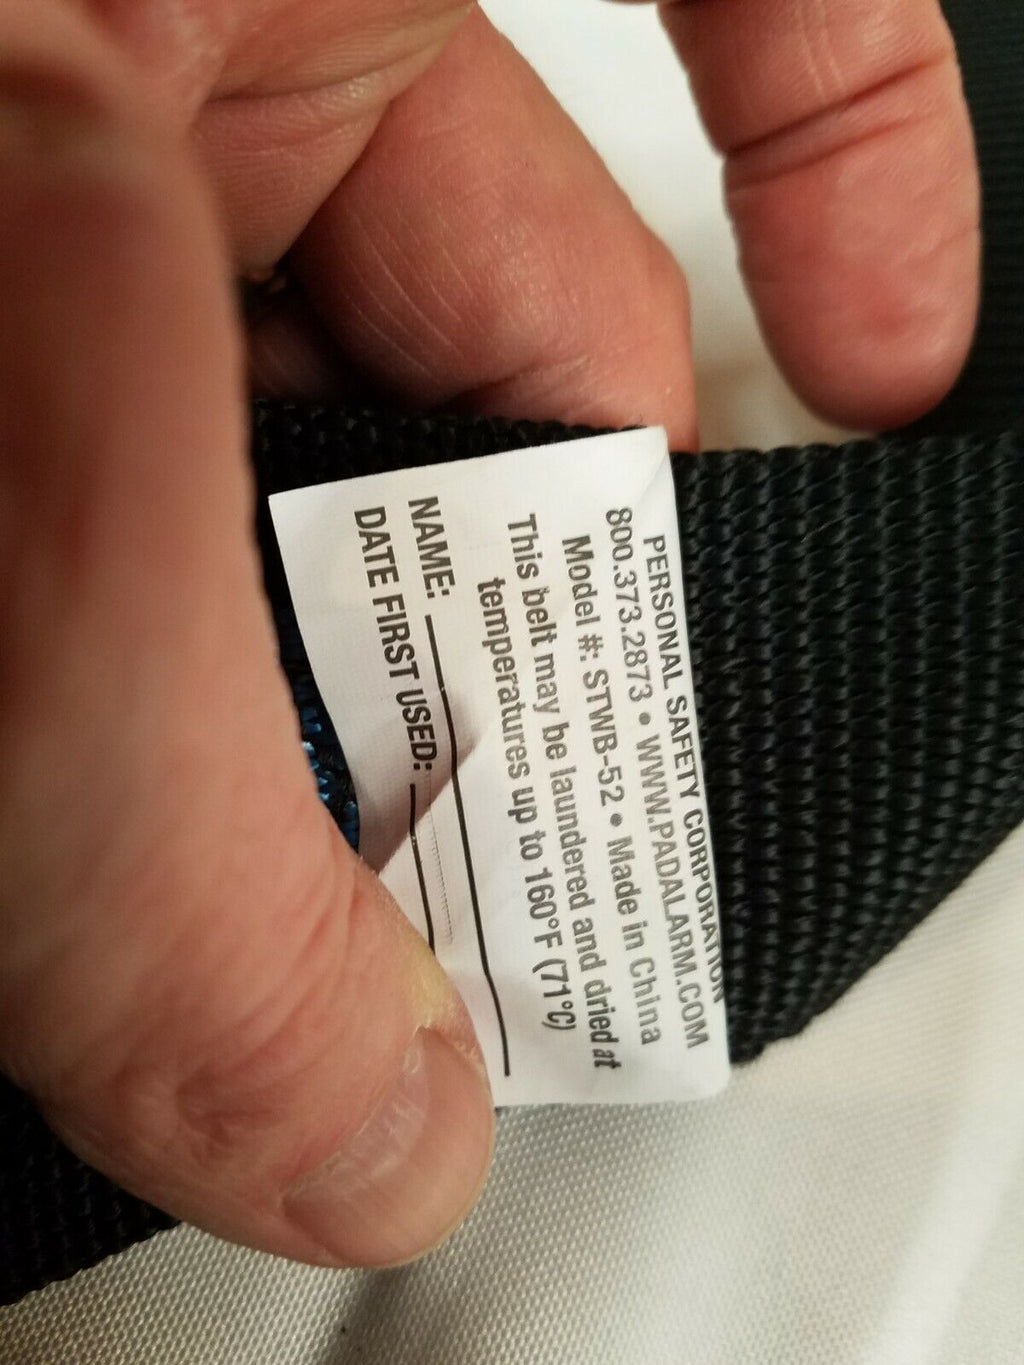 PERSONAL SAFETY CORPORATION
800.373.2873 • WWW.PADALARM.COM
Model #: STWB-52 • Made in China
This belt may be laundered and dried at
temperatures up to 160°F (71°C)
NAME:
DATE FIRST USED: